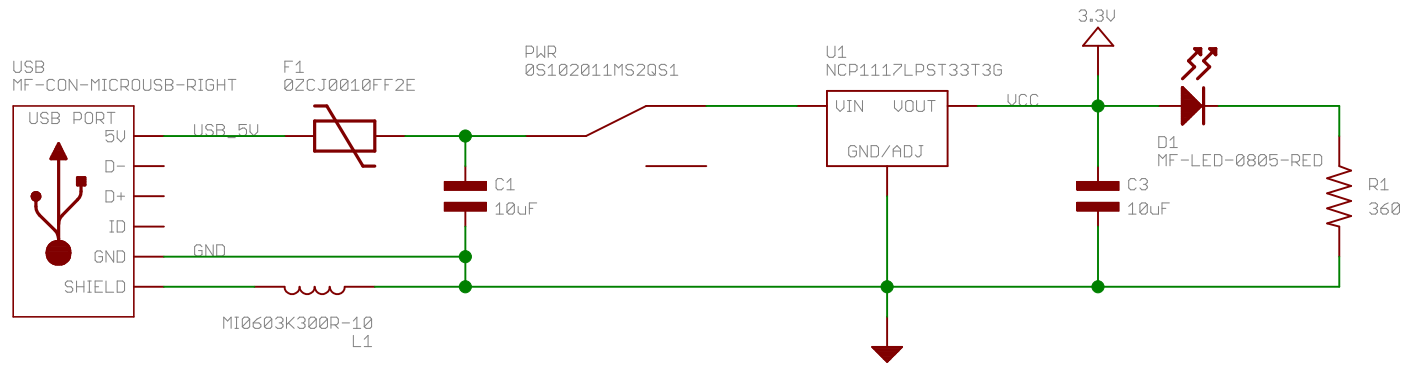 3.3V
PWR
0S102011MS2QS1
U1
NCP1117LPST33T3G
USB
MF-CON-MICROUSB-RIGHT
F1
0ZCJ0010FF2E
USB PORT
5V
USB_5V
D-
D+
ID
GND
GND
SHIELD
C1
10uF
VIN
VOUT
GND/ADJ
VCC
D1
MF-LED-0805-RED
C3
10uF
R1
360
MI0603K300R-10
L1